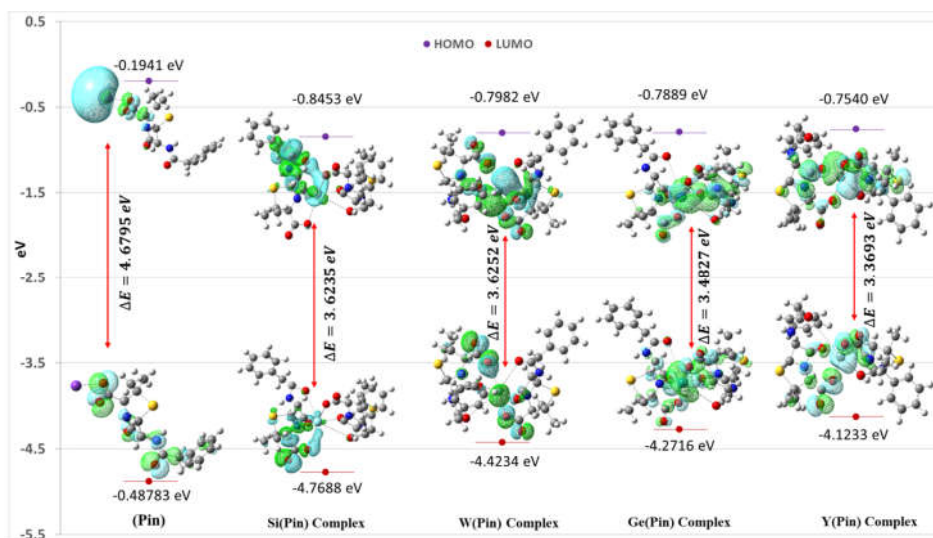 0.5
HOMO LUMO
-0.1941 eV
-0.8453 eV
-0.7982 eV
-0.7889 eV
-0.7540 eV
-0.5
-1.5
eV
-2.5
-3.5
-4.5
-5.5
ΔE = 4.6795 eV
ΔE = 3.6235 eV
ΔE = 3.6252 eV
ΔE = 3.4827 eV
ΔE = 3.3693 eV
-0.48783 eV
-4.7688 eV
-4.4234 eV
-4.2716 eV
-4.1233 eV
(Pin)
Si(Pin) Complex
W(Pin) Complex
Ge(Pin) Complex
Y(Pin) Complex